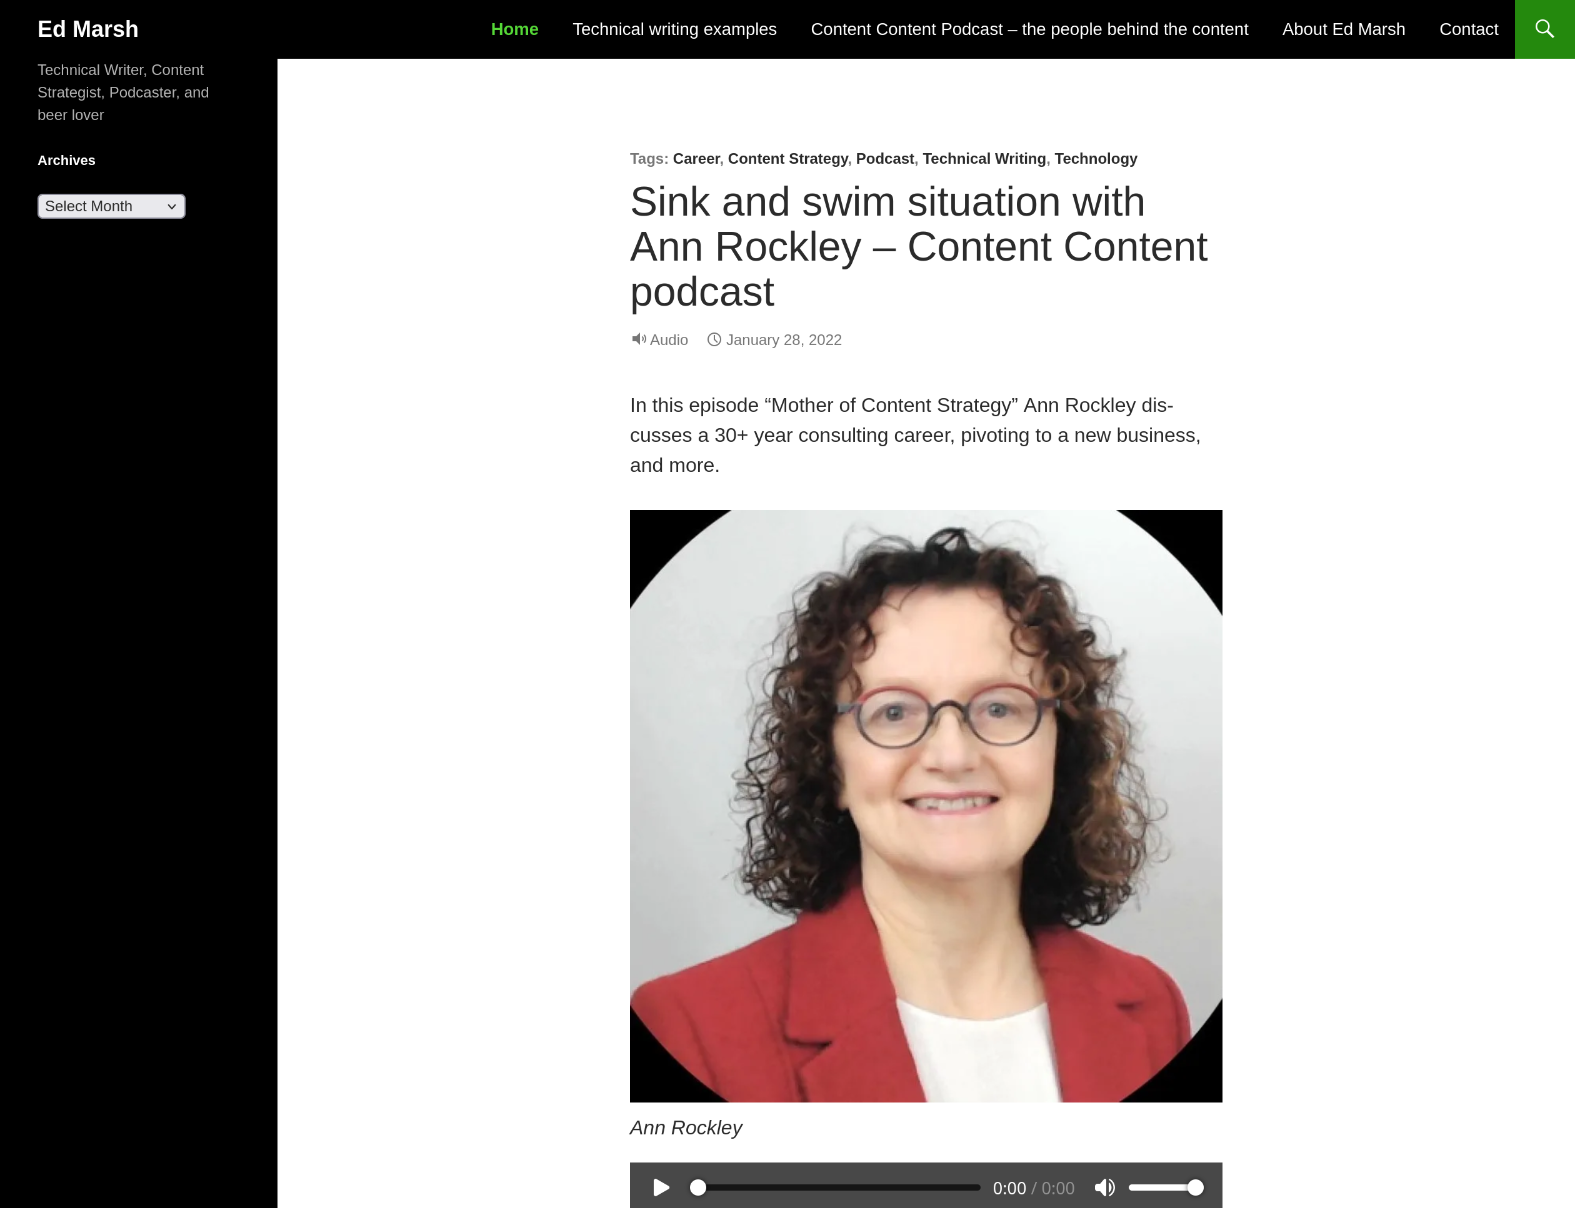 Ed Marsh
Home
Technical writing examples
Content Content Podcast – the people behind the content
About Ed Marsh
Contact
Technical Writer, Content
Strategist, Podcaster, and
beer lover
Archives
Select Month
Tags: Career, Content Strategy, Podcast, Technical Writing, Technology
Sink and swim situation with
Ann Rockley – Content Content
podcast
Audio
January 28, 2022
In this episode “Mother of Content Strategy” Ann Rockley dis-
cusses a 30+ year consulting career, pivoting to a new business,
and more.
Ann Rockley
0:00 / 0:00